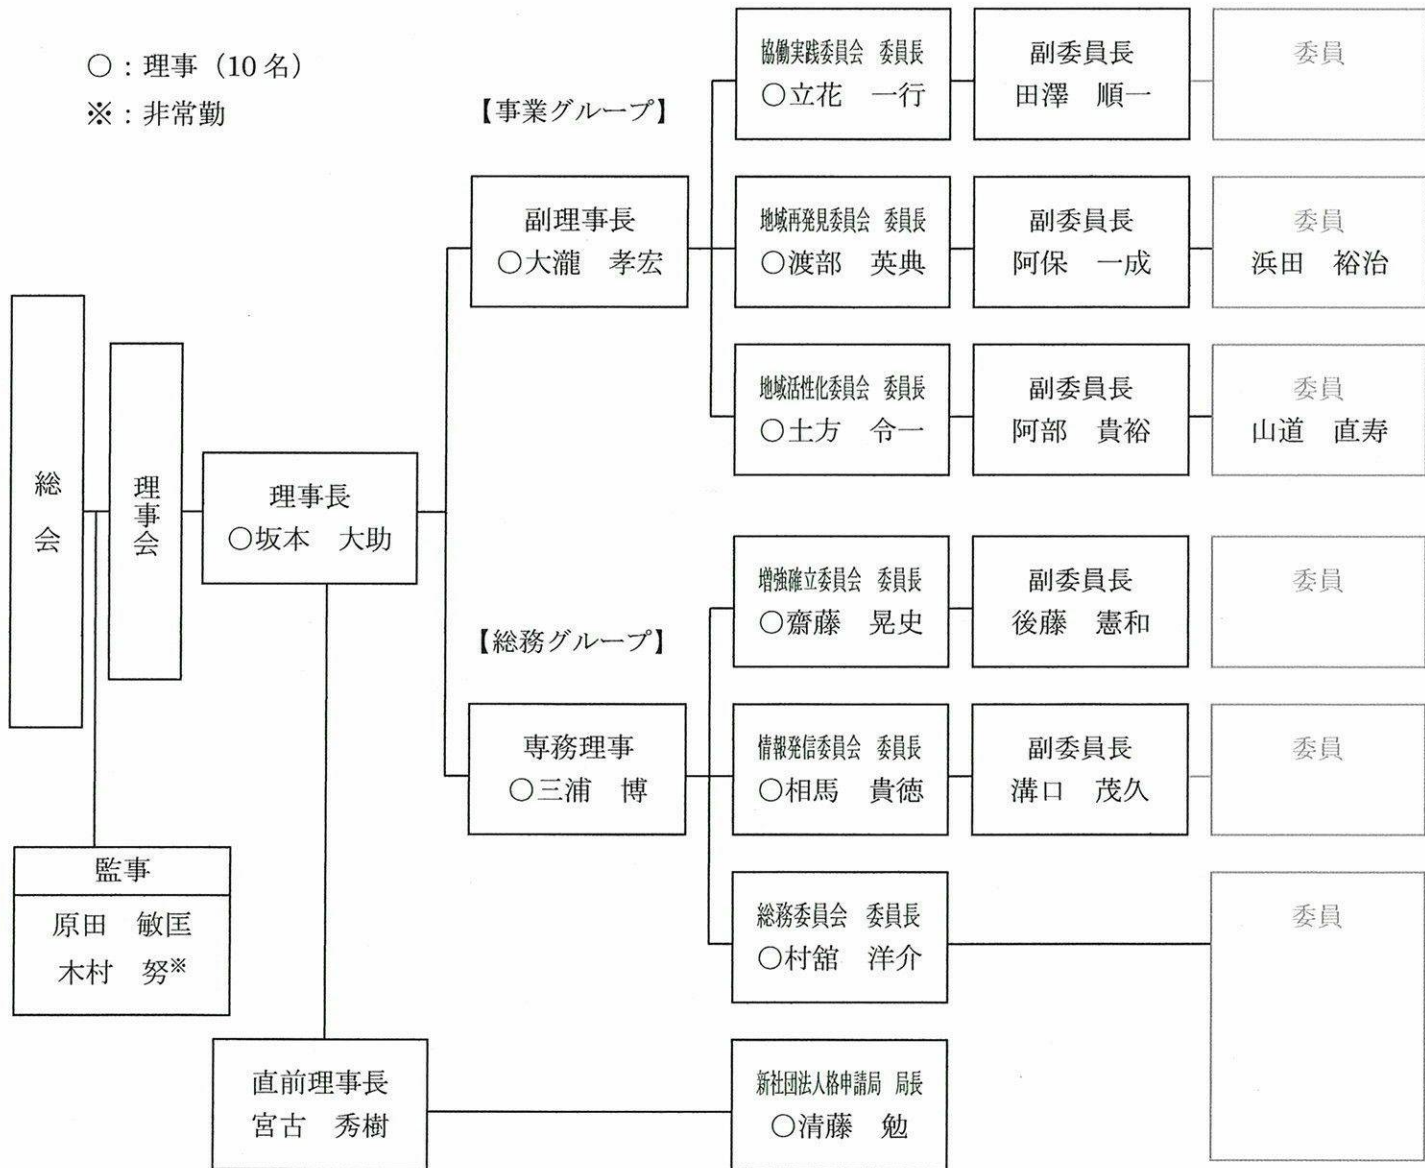 ○：理事（10名）
※：非常勤
総会
理事会
理事長
○坂本　大助
監事
原田　敏匡
木村　努※
直前理事長
宮古　秀樹
【事業グループ】
副理事長
○大瀧　孝宏
協働実践委員会　委員長
○立花　一行
副委員長
田澤　順一
委員
地域再発見委員会　委員長
○渡部　英典
副委員長
阿保　一成
委員
浜田　裕治
地域活性化委員会　委員長
○土方　令一
副委員長
阿部　貴裕
委員
山道　直寿
【総務グループ】
専務理事
○三浦　博
増強確立委員会　委員長
○齋藤　晃史
副委員長
後藤　憲和
委員
情報発信委員会　委員長
○相馬　貴徳
副委員長
溝口　茂久
委員
総務委員会　委員長
○村舘　洋介
委員
新社団法人格申請局　局長
○清藤　勉